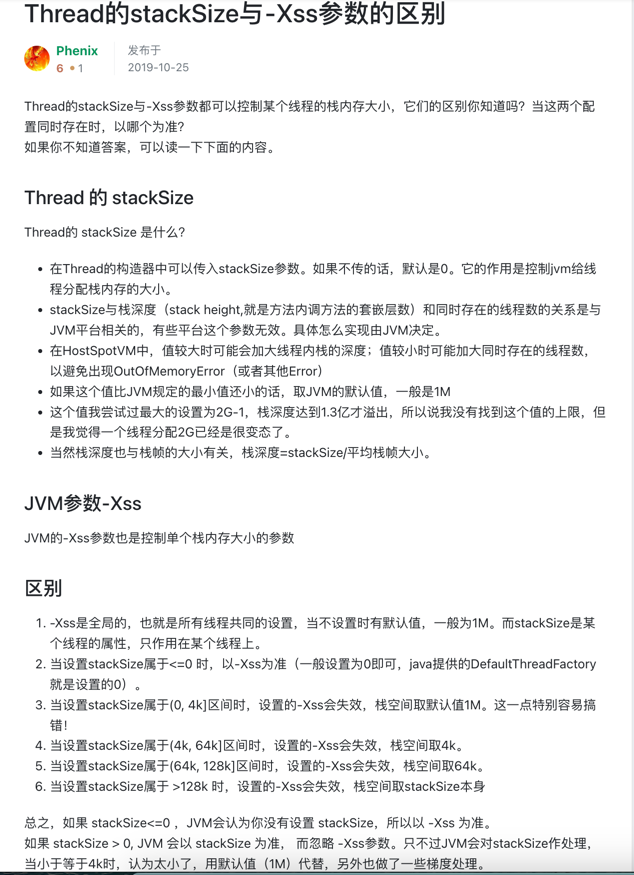 Thread的stackSize与-Xss参数的区别
Phenix
6 1
发布于
2019-10-25
Thread的stackSize与-Xss参数都可以控制某个线程的栈内存大小，它们的区别你知道吗？当这两个配
置同时存在时，以哪个为准？
如果你不知道答案，可以读一下下面的内容。
Thread 的 stackSize
Thread的 stackSize 是什么？
• 在Thread的构造器中可以传入stackSize参数。如果不传的话，默认是0。它的作用是控制jvm给线
程分配栈内存的大小。
• stackSize与栈深度（stack height,就是方法内调方法的套嵌层数）和同时存在的线程数的关系是与
JVM平台相关的，有些平台这个参数无效。具体怎么实现由JVM决定。
• 在HostSpotVM中，值较大时可能会加大线程内栈的深度；值较小时可能加大同时存在的线程数，
以避免出现OutOfMemoryError（或者其他Error）
• 如果这个值比JVM规定的最小值还小的话，取JVM的默认值，一般是1M
• 这个值我尝试过最大的设置为2G-1，栈深度达到1.3亿才溢出，所以说我没有找到这个值的上限，但
是我觉得一个线程分配2G已经是很变态了。
• 当然栈深度也与栈帧的大小有关，栈深度=stackSize/平均栈帧大小。
JVM参数-Xss
JVM的-Xss参数也是控制单个栈内存大小的参数
区别
1. -Xss是全局的，也就是所有线程共同的设置，当不设置时有默认值，一般为1M。而stackSize是某
个线程的属性，只作用在某个线程上。
2. 当设置stackSize属于<=0 时，以-Xss为准（一般设置为0即可，java提供的DefaultThreadFactory
就是设置的0）。
3. 当设置stackSize属于(0, 4k]区间时，设置的-Xss会失效，栈空间取默认值1M。这一点特别容易搞
错！
4. 当设置stackSize属于(4k, 64k]区间时，设置的-Xss会失效，栈空间取4k。
5. 当设置stackSize属于(64k, 128k]区间时，设置的-Xss会失效，栈空间取64k。
6. 当设置stackSize属于 >128k 时，设置的-Xss会失效，栈空间取stackSize本身
总之，如果 stackSize<=0 ，JVM会认为你没有设置 stackSize，所以以 -Xss 为准。
如果 stackSize > 0, JVM 会以 stackSize 为准， 而忽略 -Xss参数。只不过JVM会对stackSize作处理，
当小于等于4k时，认为太小了，用默认值（1M）代替，另外也做了一些梯度处理。